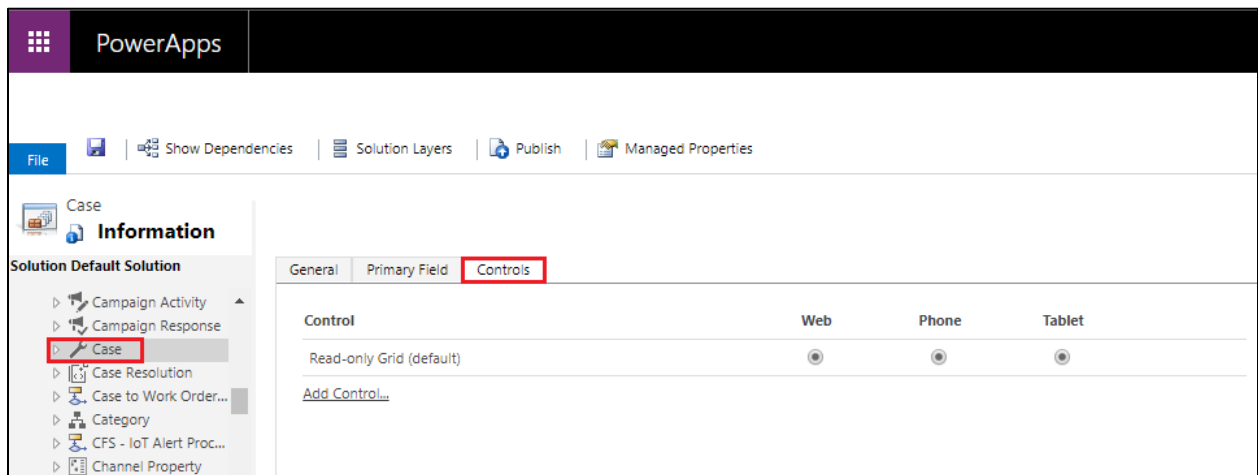 PowerApps
File
Show Dependencies
Solution Layers
Publish
Managed Properties
Case
Information
Solution Default Solution
Campaign Activity
Campaign Response
Case
Case Resolution
Case to Work Order...
Category
CFS - IoT Alert Proc...
Channel Property
General Primary Field Controls
Control Web Phone Tablet
Read-only Grid (default)
Add Control...